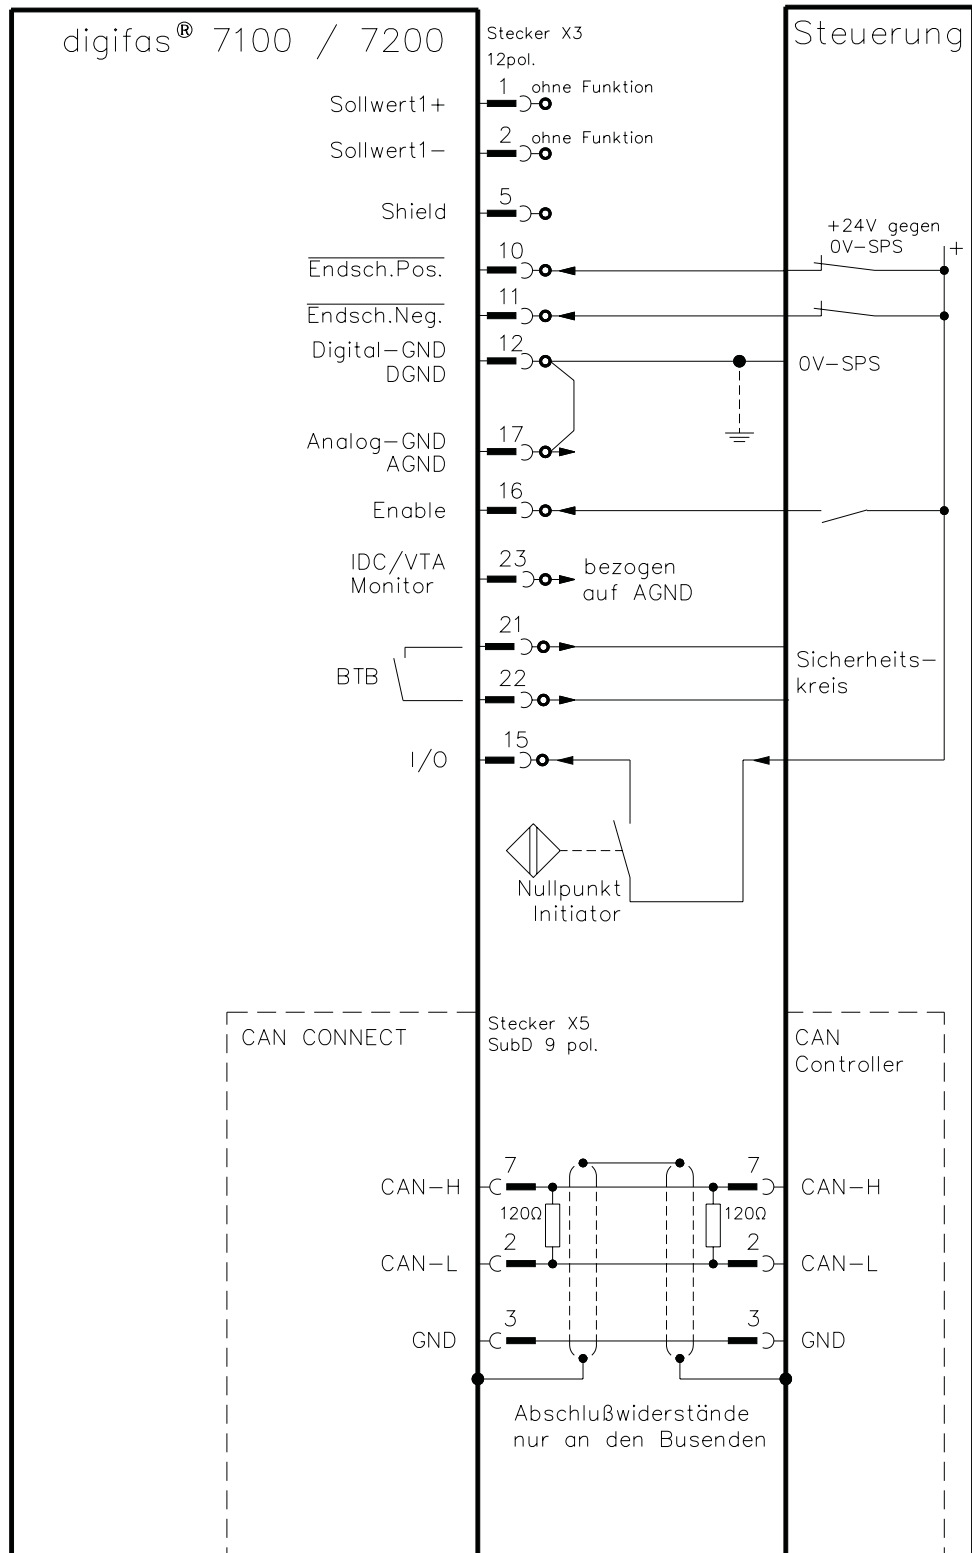 digifas® 7100 / 7200
Stecker X3
12pol.
Steuerung
Sollwert1+
1
ohne Funktion
Sollwert1−
2
ohne Funktion
Shield
5
+24V gegen
0V−SPS
+
Endsch.Pos.
10
Endsch.Neg.
11
Digital−GND
DGND
12
0V−SPS
Analog−GND
AGND
17
Enable
16
IDC/VTA
Monitor
23
bezogen
auf AGND
BTB
21
22
Sicherheits−
kreis
I/O
15
Nullpunkt
Initiator
CAN CONNECT
Stecker X5
SubD 9 pol.
CAN
Controller
CAN−H
7
7
CAN−H
120Ω
120Ω
CAN−L
2
2
CAN−L
GND
3
3
GND
Abschlußwiderstände
nur an den Busenden